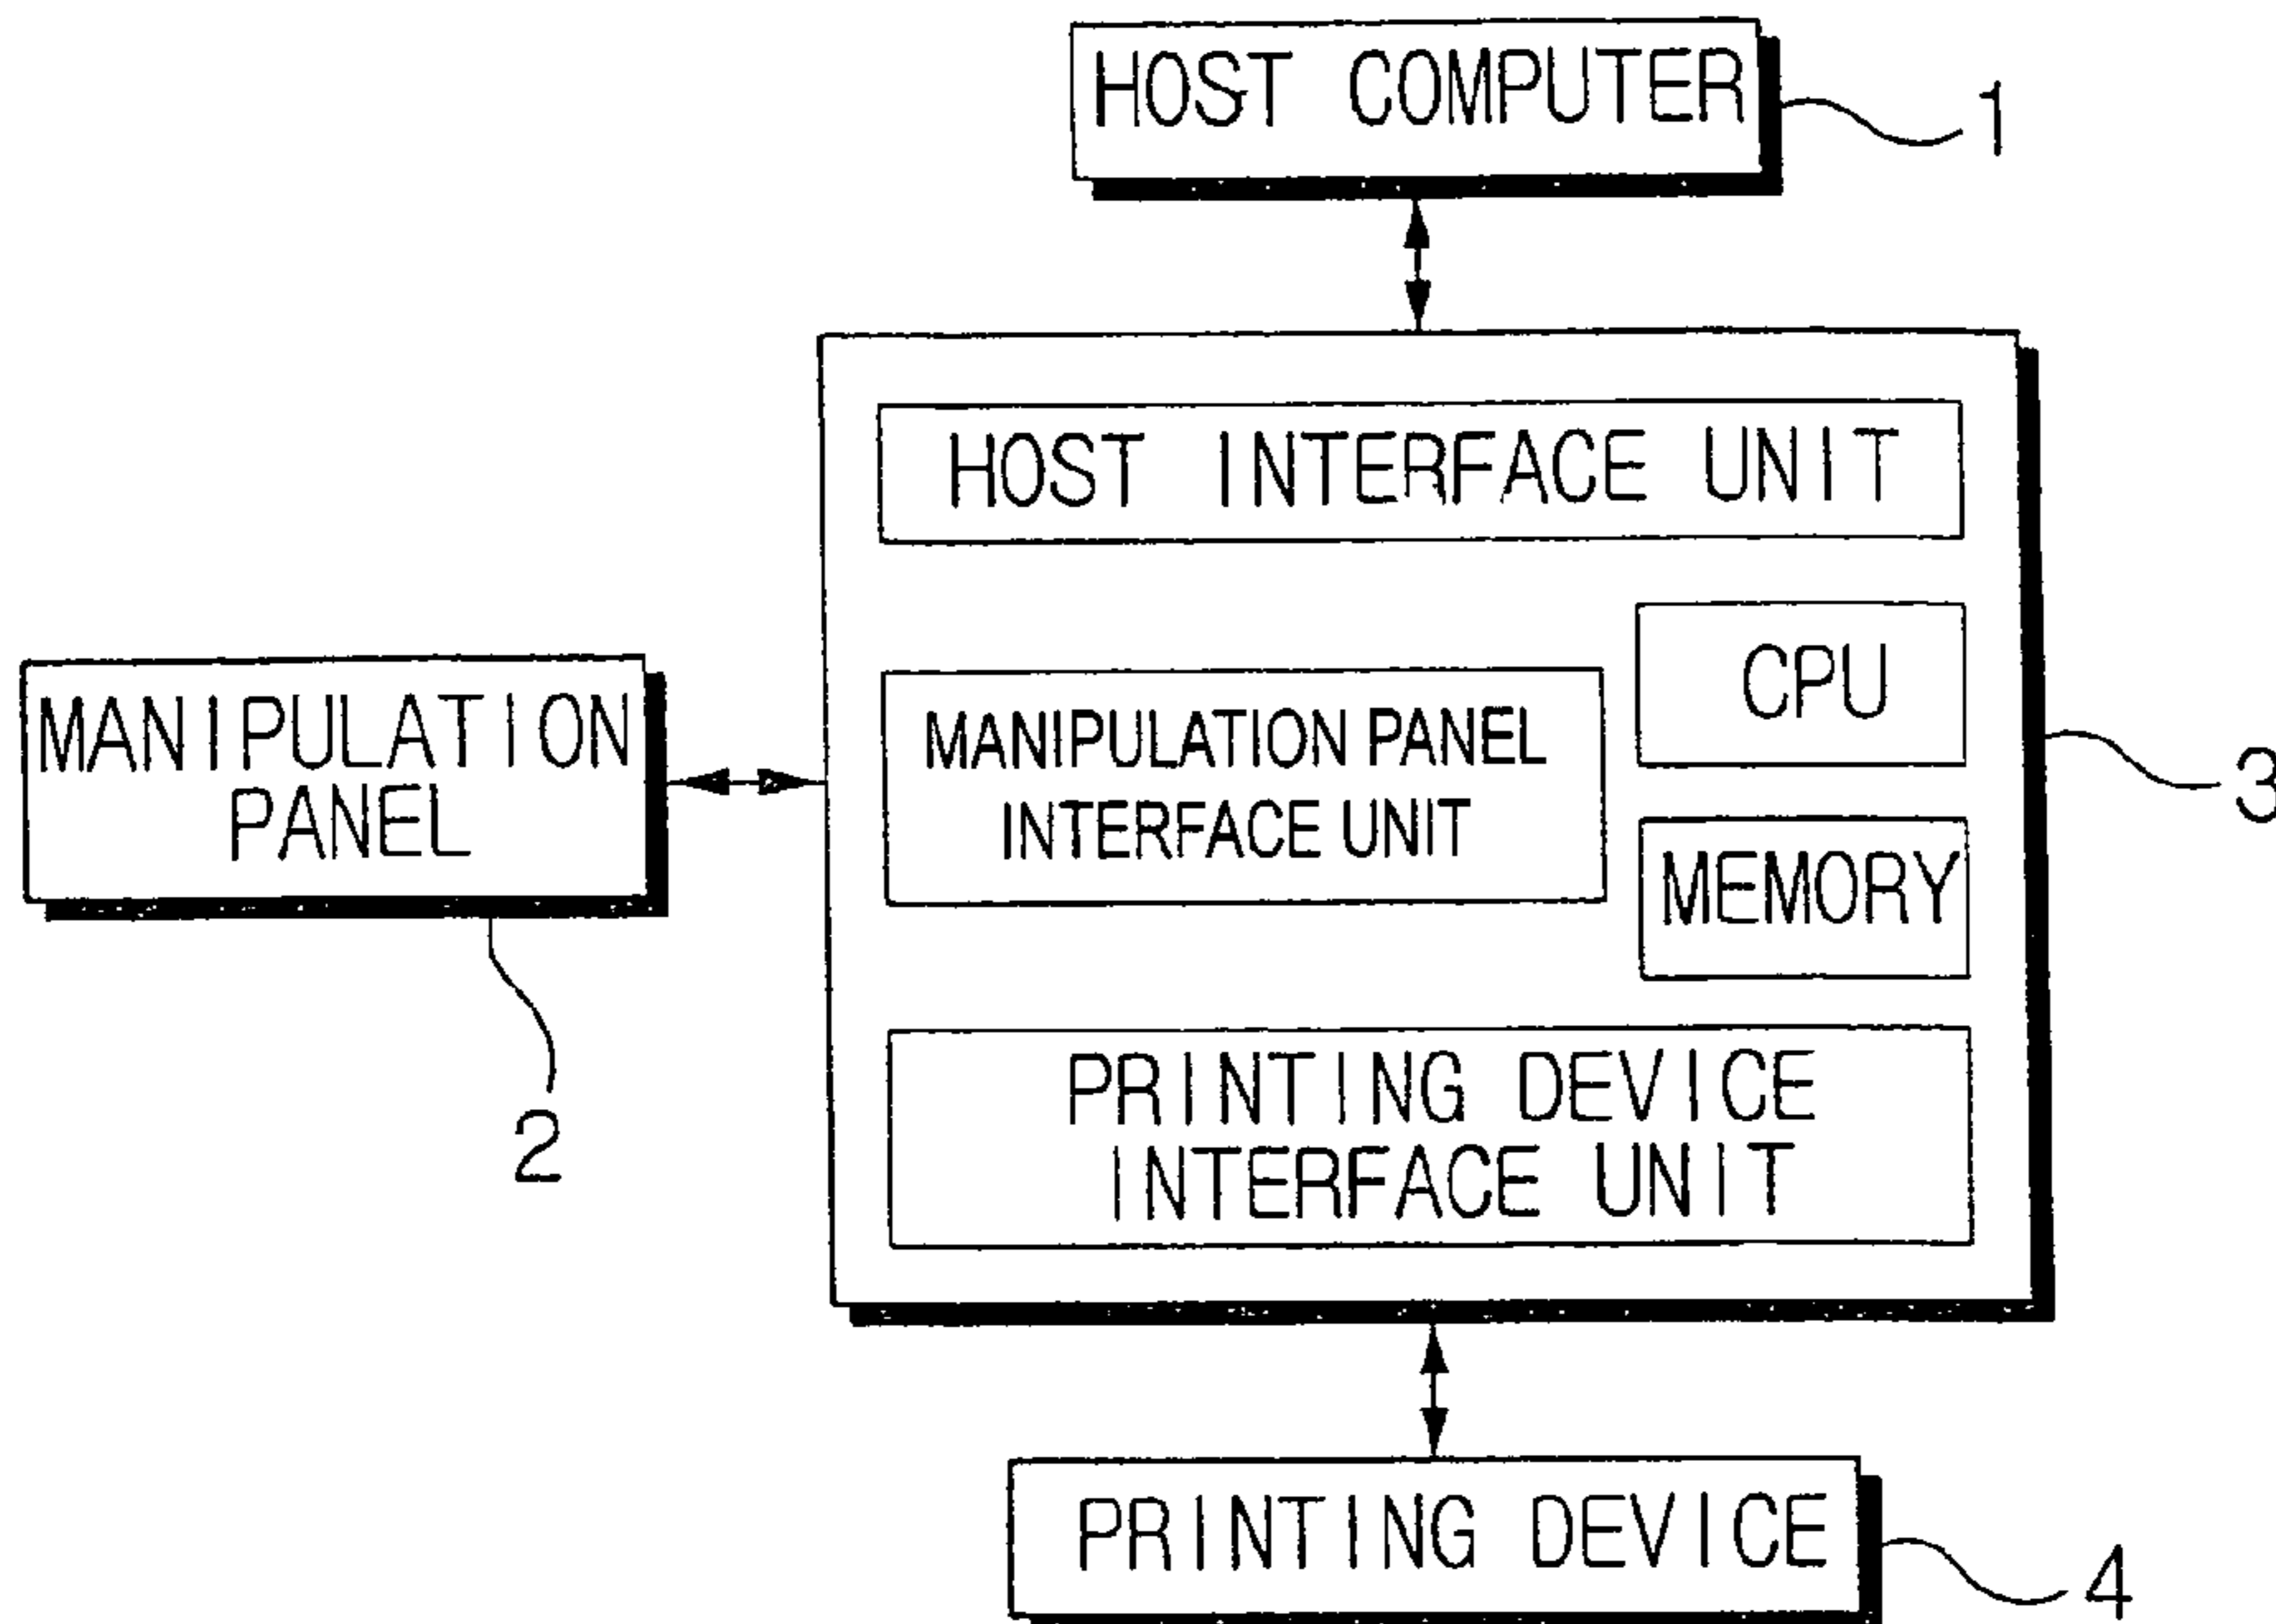 HOST COMPUTER
1
HOST INTERFACE UNIT
CPU
MANIPULATION PANEL
INTERFACE UNIT
MANIPULATION
PANEL
3
MEMORY
2
PRINTING DEVICE
INTERFACE UNIT
PRINTING DEVICE
4